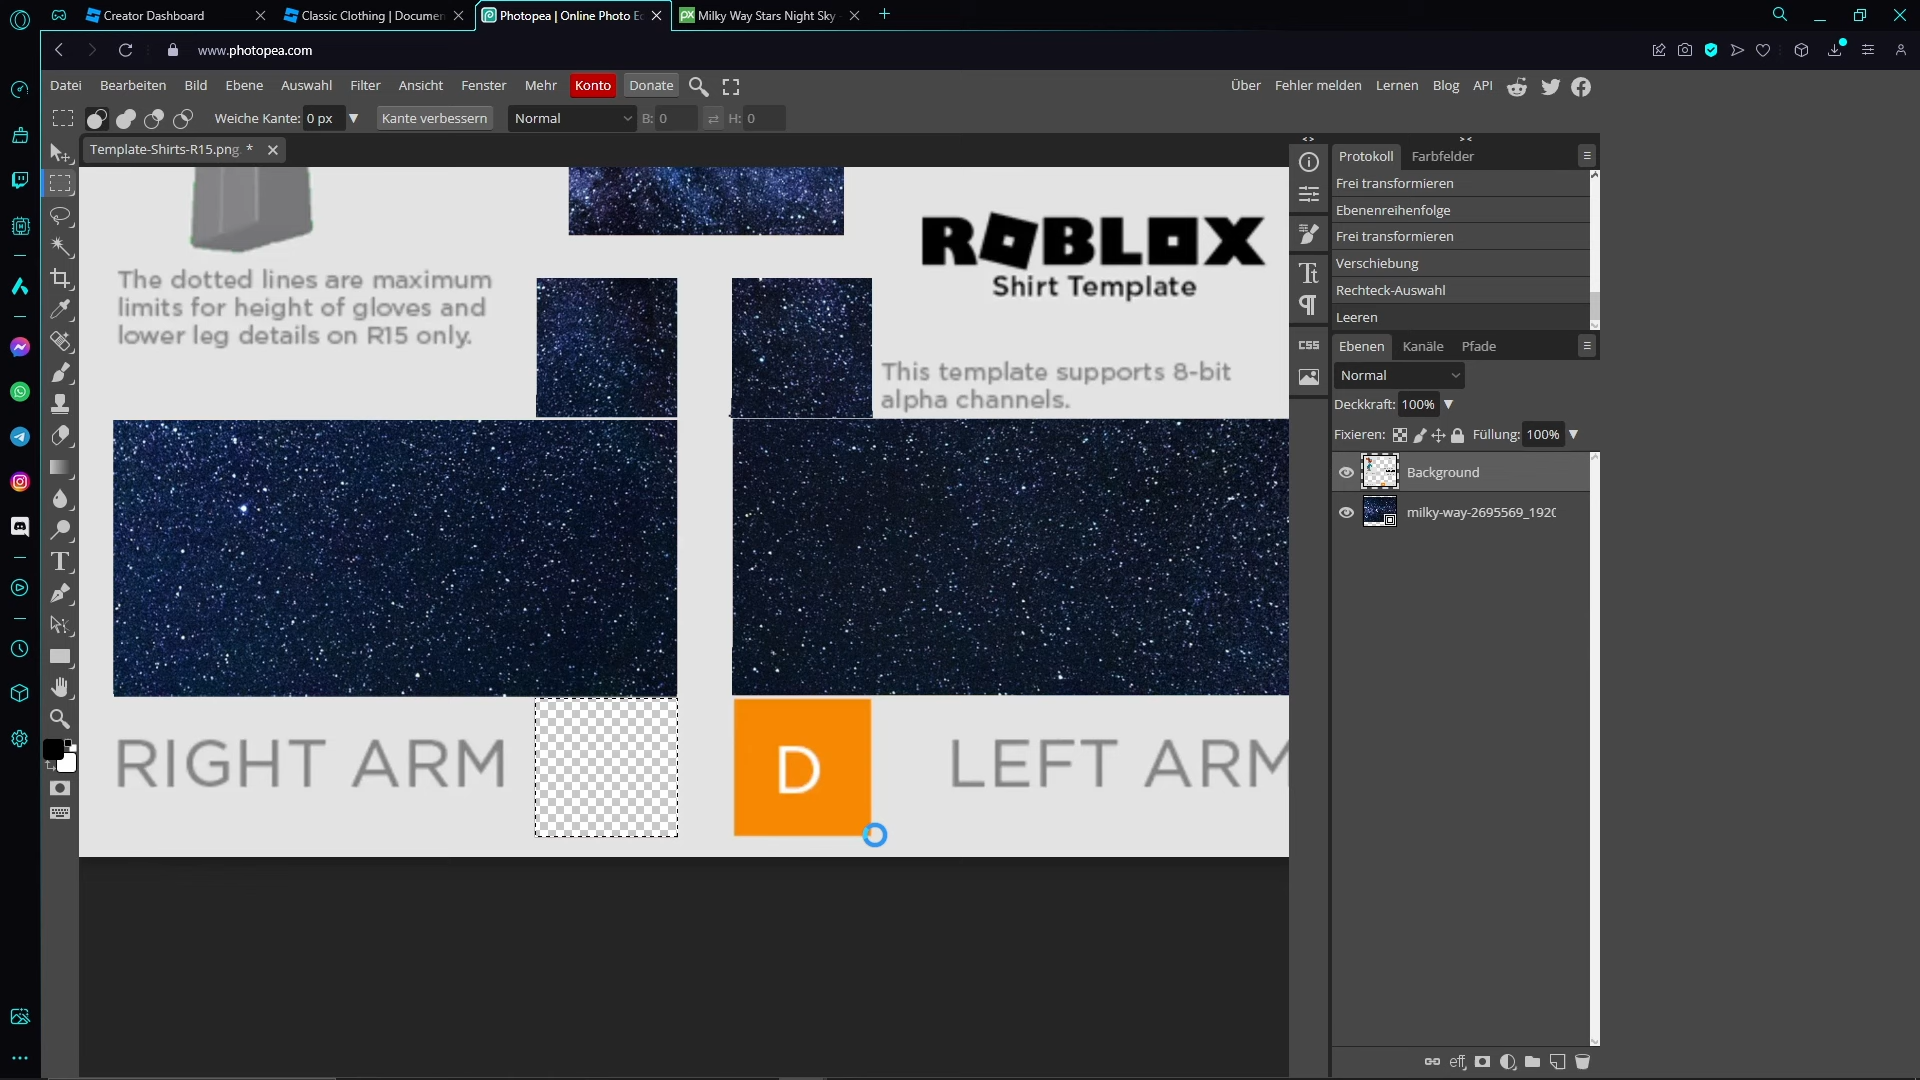 Creator Dashboard
Classic Clothing | Documen
Photopea | Online Photo Ec
Milky Way Stars Night Sky
www.photopea.com
Datei Bearbeiten Bild Ebene Auswahl Filter Ansicht Fenster Mehr Konto Donate
Über Fehler melden Lernen Blog API
Weiche Kante: 0 px Kante verbessern Normal B: 0 H: 0
Template-Shirts-R15.png *
Protokoll Farbfelder
Frei transformieren
Ebenenreihenfolge
Frei transformieren
Verschiebung
Rechteck-Auswahl
Leeren
CSS
Ebenen Kanäle Pfade
Normal
Deckkraft: 100%
Fixieren: Füllung: 100%
Background
milky-way-2695569_192
eff
ROBLOX
Shirt Template
The dotted lines are maximum
limits for height of gloves and
lower leg details on R15 only.
This template supports 8-bit
alpha channels.
RIGHT ARM
D
LEFT ARM